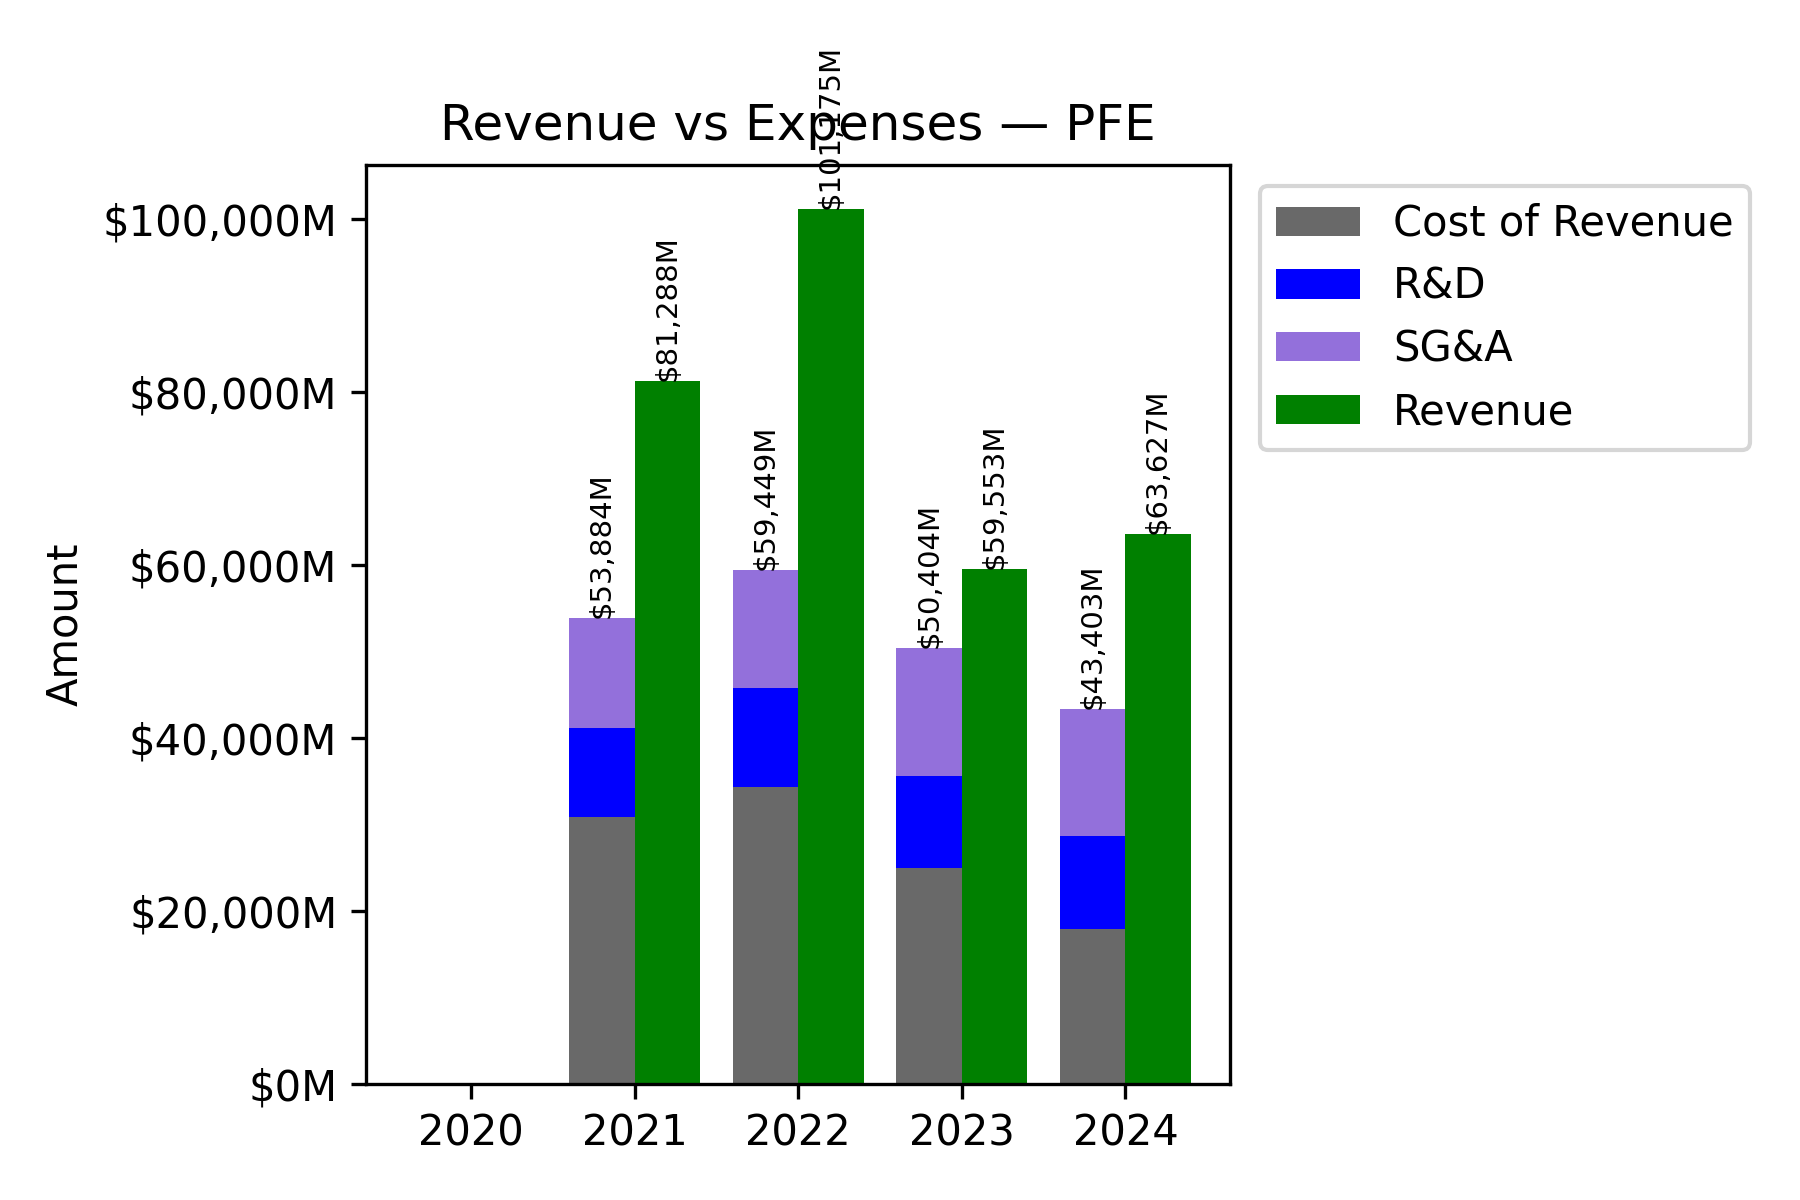 Revenue vs Expenses — PFE
$101,175M
$100,000M
$80,000M
$60,000M
$40,000M
$20,000M
$0M
Amount
$53,884M
$81,288M
$59,449M
$50,404M
$59,553M
$43,403M
$63,627M
2020 2021 2022 2023 2024
Cost of Revenue
R&D
SG&A
Revenue